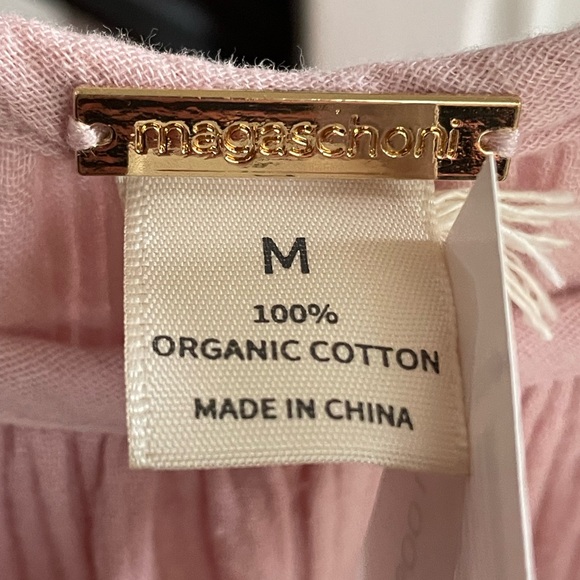 magaschoni
M
100%
ORGANIC COTTON
MADE IN CHINA